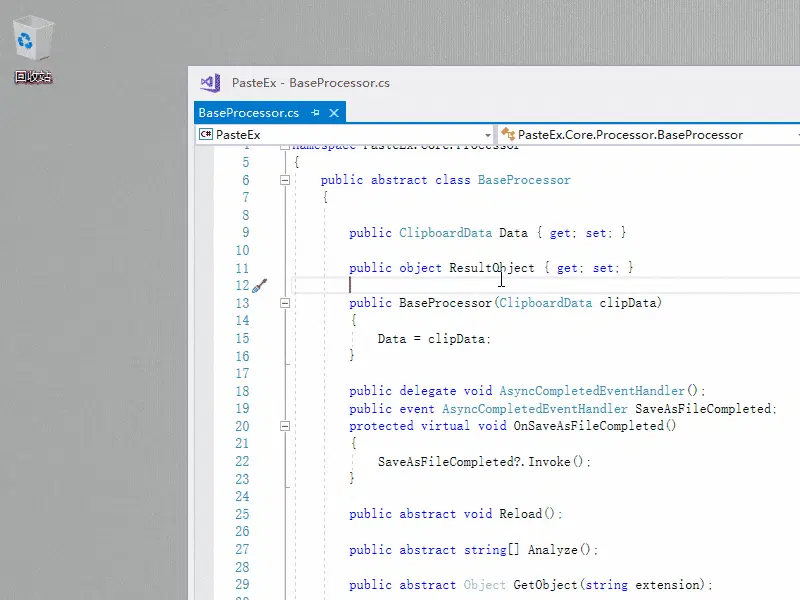 回收站
PasteEx - BaseProcessor.cs
BaseProcessor.cs
C# PasteEx
PasteEx.Core.Processor.BaseProcessor
namespace PasteEx.Core.Processor
5 {
6 public abstract class BaseProcessor
7 {
8
9 public ClipboardData Data { get; set; }
10
11 public object ResultObject { get; set; }
12
13 public BaseProcessor(ClipboardData clipData)
14 {
15 Data = clipData;
16 }
17
18 public delegate void AsyncCompletedEventHandler();
19 public event AsyncCompletedEventHandler SaveAsFileCompleted;
20 protected virtual void OnSaveAsFileCompleted()
21 {
22 SaveAsFileCompleted?.Invoke();
23 }
24
25 public abstract void Reload();
26
27 public abstract string[] Analyze();
28
29 public abstract Object GetObject(string extension);